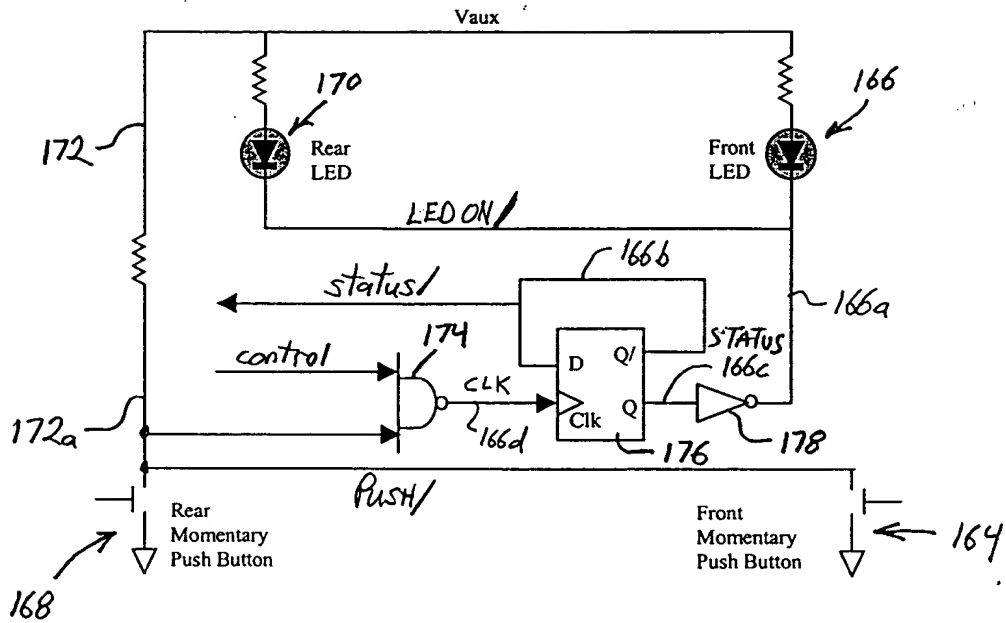 Vaux
170
166
172
Rear
LED
Front
LED
LED ON/
166b
status/
166a
174
STATUS
control
D
Q/
166c
CLK
Clk
Q
172a
166d
176
178
PUSH/
Rear
Momentary
Push Button
Front
Momentary
Push Button
164
168